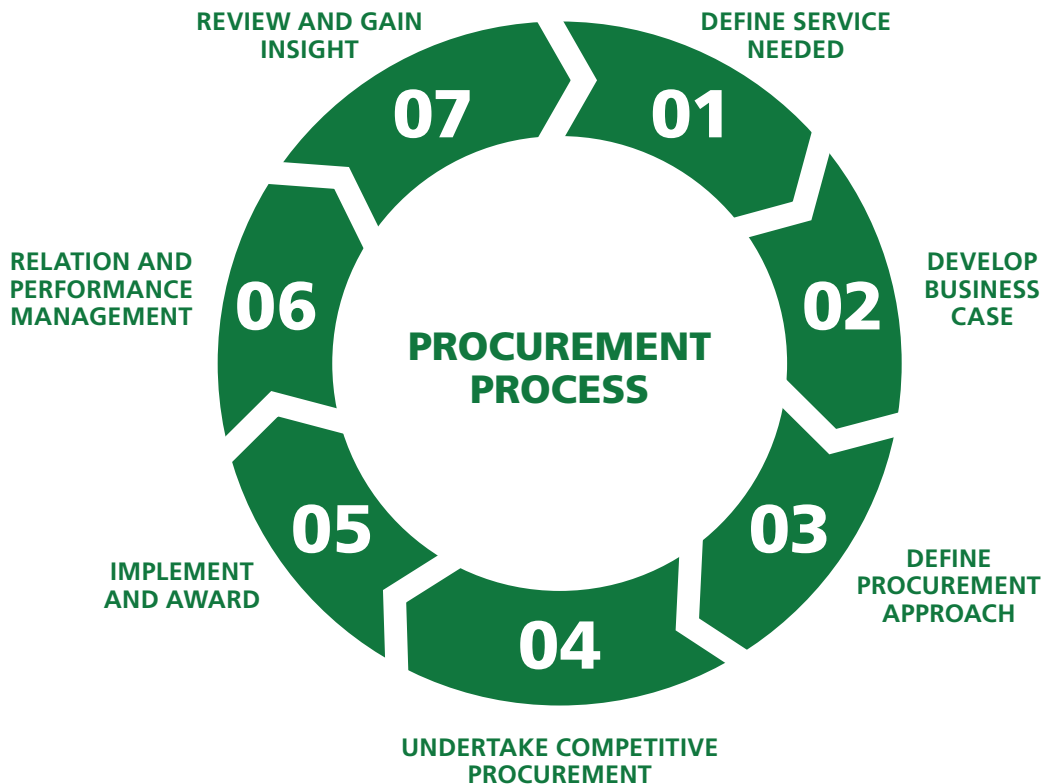 PROCUREMENT
PROCESS
01
DEFINE SERVICE
NEEDED
02
DEVELOP
BUSINESS
CASE
03
DEFINE
PROCUREMENT
APPROACH
04
UNDERTAKE COMPETITIVE
PROCUREMENT
05
IMPLEMENT
AND AWARD
06
RELATION AND
PERFORMANCE
MANAGEMENT
07
REVIEW AND GAIN
INSIGHT